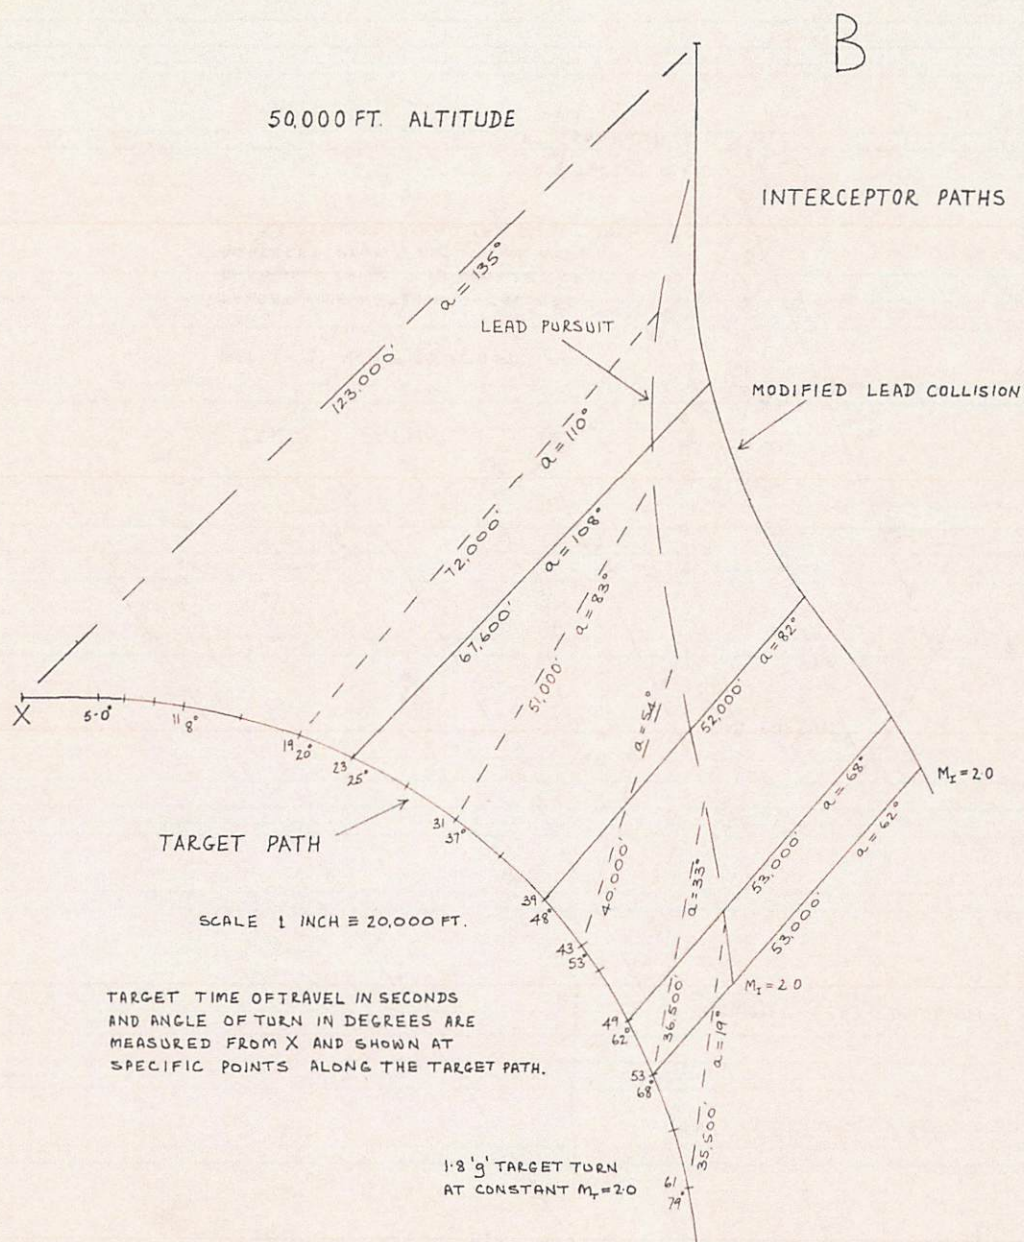 B
50,000 FT. ALTITUDE
INTERCEPTOR PATHS
a = 135°
LEAD PURSUIT
123,000'
MODIFIED LEAD COLLISION
a = 110°
72,000'
a = 108°
67,600'
a = 83°
51,000'
a = 82°
52,000'
a = 54°
X
5-0°
11
8°
19
20°
23
25°
31
37°
TARGET PATH
M_I = 2.0
a = 68°
a = 62°
53,000'
53,000'
40,000'
a = 33°
39
48°
SCALE 1 INCH ≡ 20,000 FT.
43
53°
M_I = 2.0
TARGET TIME OF TRAVEL IN SECONDS
AND ANGLE OF TURN IN DEGREES ARE
MEASURED FROM X AND SHOWN AT
SPECIFIC POINTS ALONG THE TARGET PATH.
49
62°
36,500'
a = 19°
53
68°
35,500'
1.8 'g' TARGET TURN
AT CONSTANT M_T = 2.0
61
79°